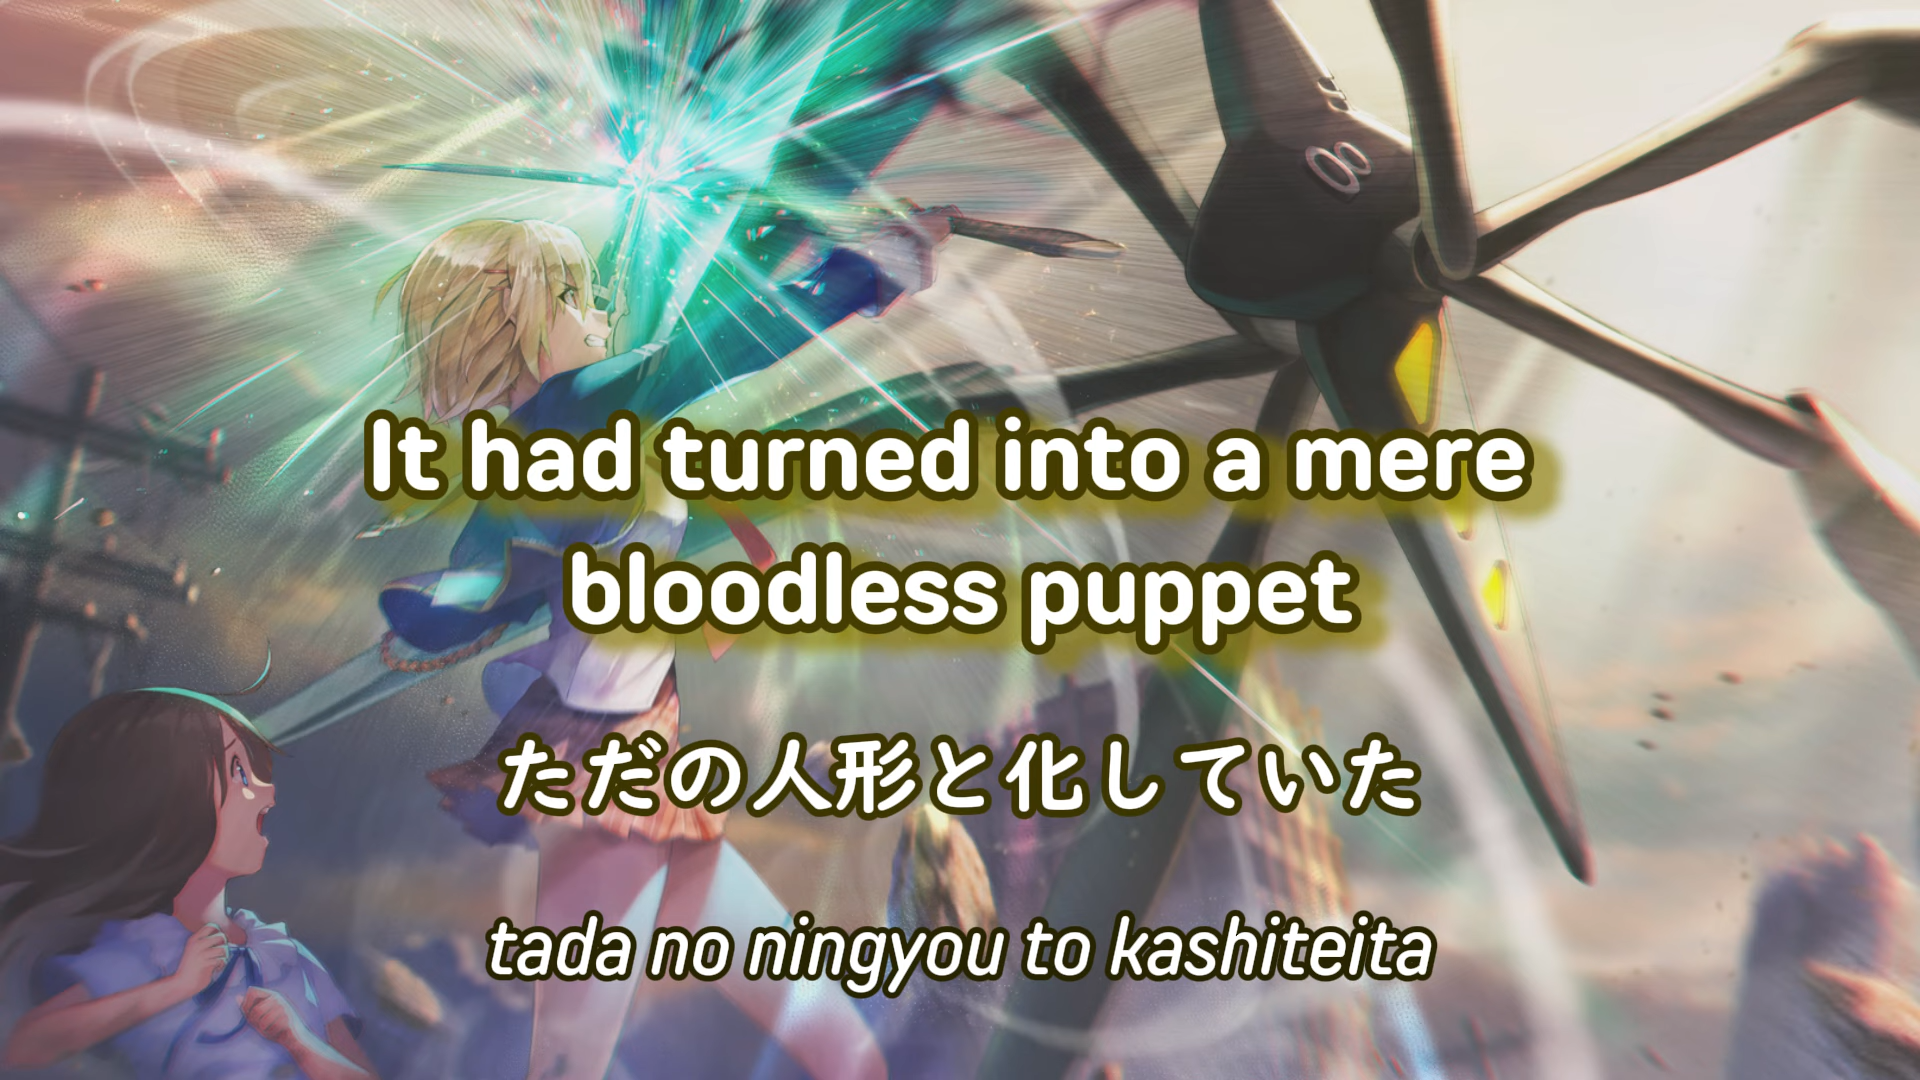 08
It had turned into a mere
bloodless puppet
ただの人形と化していた
tada no ningyou to kashiteita